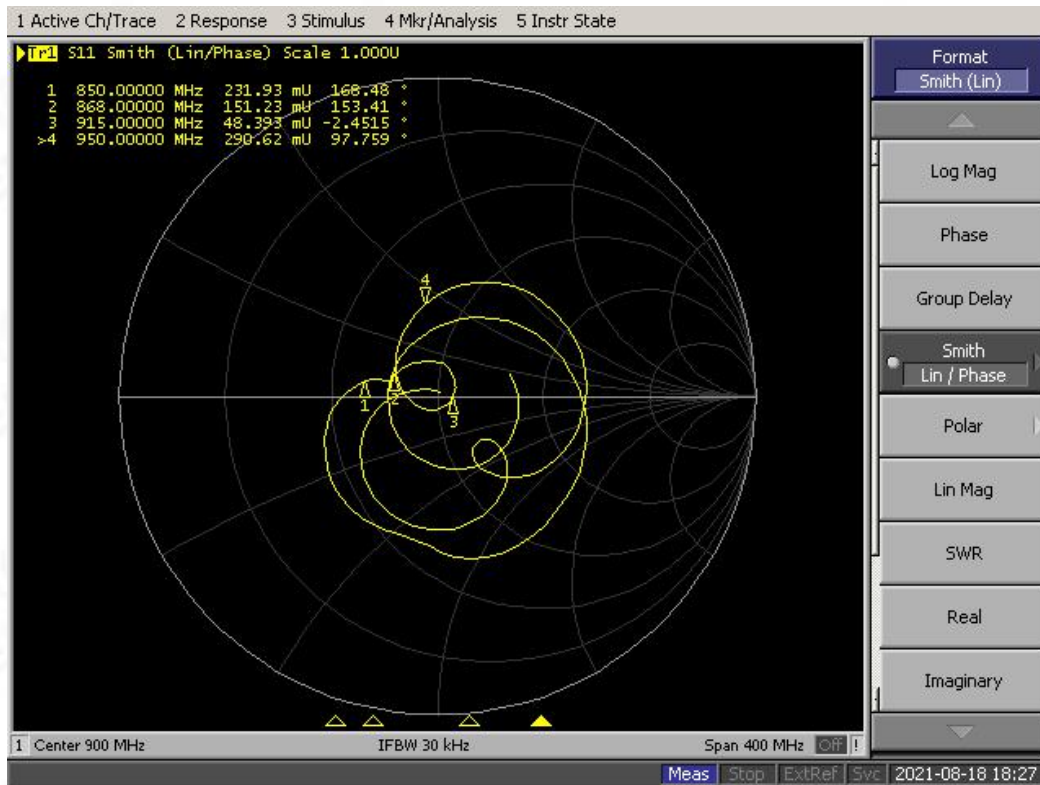 1 Active Ch/Trace 2 Response 3 Stimulus 4 Mkr/Analysis 5 Instr State
Tr1 S11 Smith (Lin/Phase) Scale 1.000U
1 850.00000 MHz 231.93 mU 168.48 °
2 868.00000 MHz 151.23 mU 153.41 °
3 915.00000 MHz 48.393 mU -2.4515 °
>4 950.00000 MHz 290.62 mU 97.759 °
4
1
2
3
Format
Smith (Lin)
Log Mag
Phase
Group Delay
Smith
Lin / Phase
Polar
Lin Mag
SWR
Real
Imaginary
1 Center 900 MHz IFBW 30 kHz Span 400 MHz Off !
Meas Stop ExtRef Svc 2021-08-18 18:27